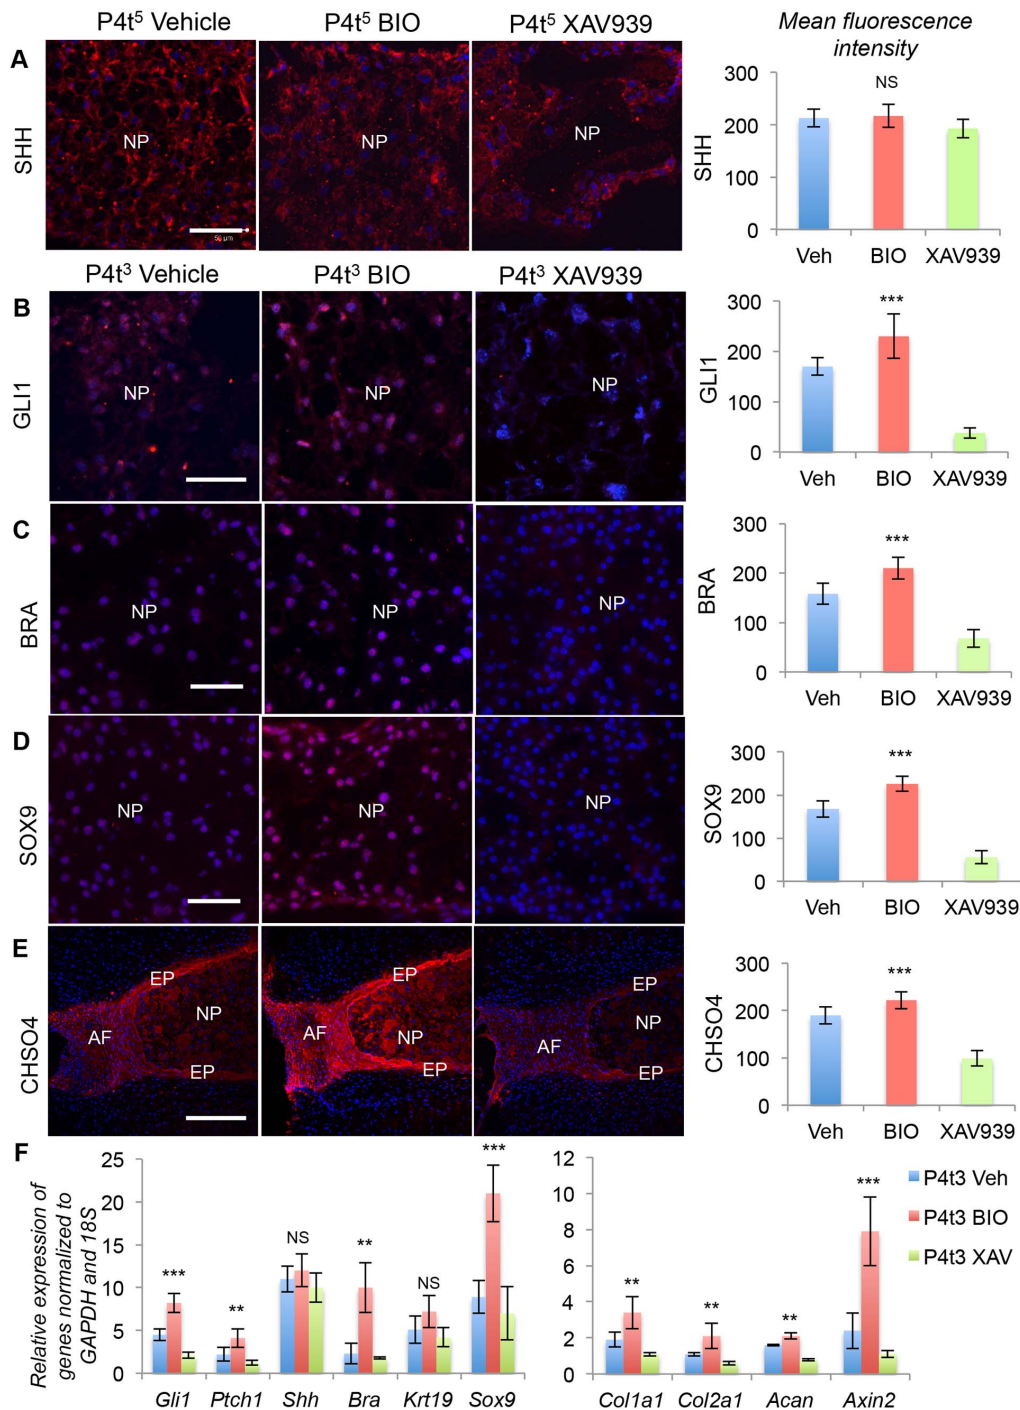 P4t⁵ Vehicle P4t⁵ BIO P4t⁵ XAV939 Mean fluorescence
intensity
A
SHH
NP NP NP
50 µm
SHH
300
200
100
0
NS
Veh BIO XAV939
P4t³ Vehicle P4t³ BIO P4t³ XAV939
B
GLI1
NP NP NP
GLI1
300
200
100
0
***
Veh BIO XAV939
C
BRA
NP NP NP
BRA
300
200
100
0
***
Veh BIO XAV939
D
SOX9
NP NP NP
SOX9
300
200
100
0
***
Veh BIO XAV939
E
CHSO4
EP NP AF EP
EP NP EP
EP NP AF EP
CHSO4
300
200
100
0
***
Veh BIO XAV939
F
Relative expression of
genes normalized to
GAPDH and 18S
25
20
15
10
5
0
*** ** NS ** NS ***
Gli1 Ptch1 Shh Bra Krt19 Sox9
12
10
8
6
4
2
0
** ** ** ***
Col1a1 Col2a1 Acan Axin2
P4t3 Veh
P4t3 BIO
P4t3 XAV